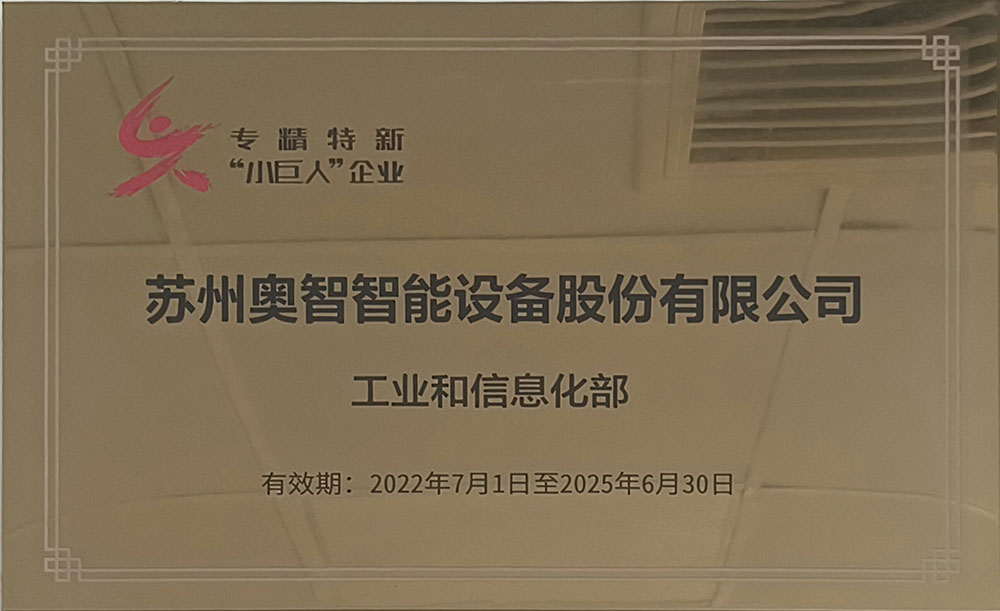 专精特新
“小巨人”企业
苏州奥智智能设备股份有限公司
工业和信息化部
有效期：2022年7月1日至2025年6月30日